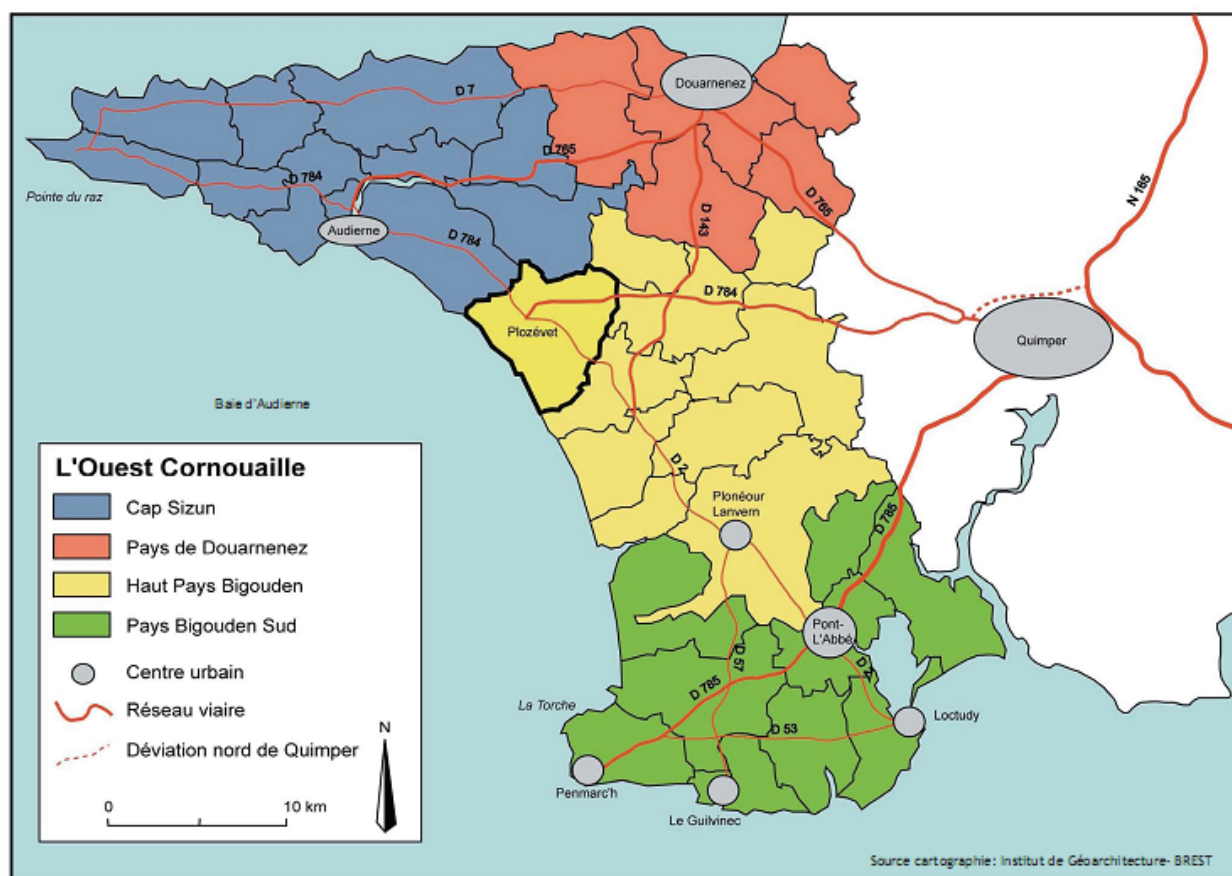 Douarnenez
D 7
D 765
D 784
Pointe du raz
Audierne
D 784
D 143
D 765
N 165
D 784
Plozévet
Quimper
Baie d'Audierne
L'Ouest Cornouaille
Cap Sizun
Pays de Douarnenez
Haut Pays Bigouden
Pays Bigouden Sud
Centre urbain
Réseau viaire
Déviation nord de Quimper
N
0 10 km
D 2
Plonéour
Lanvern
D 785
Pont-
L'Abbé
D 57
D 2
D 785
La Torche
D 53
Loctudy
Penmarc'h
Le Guilvinec
Source cartographie: Institut de Géoarchitecture- BREST